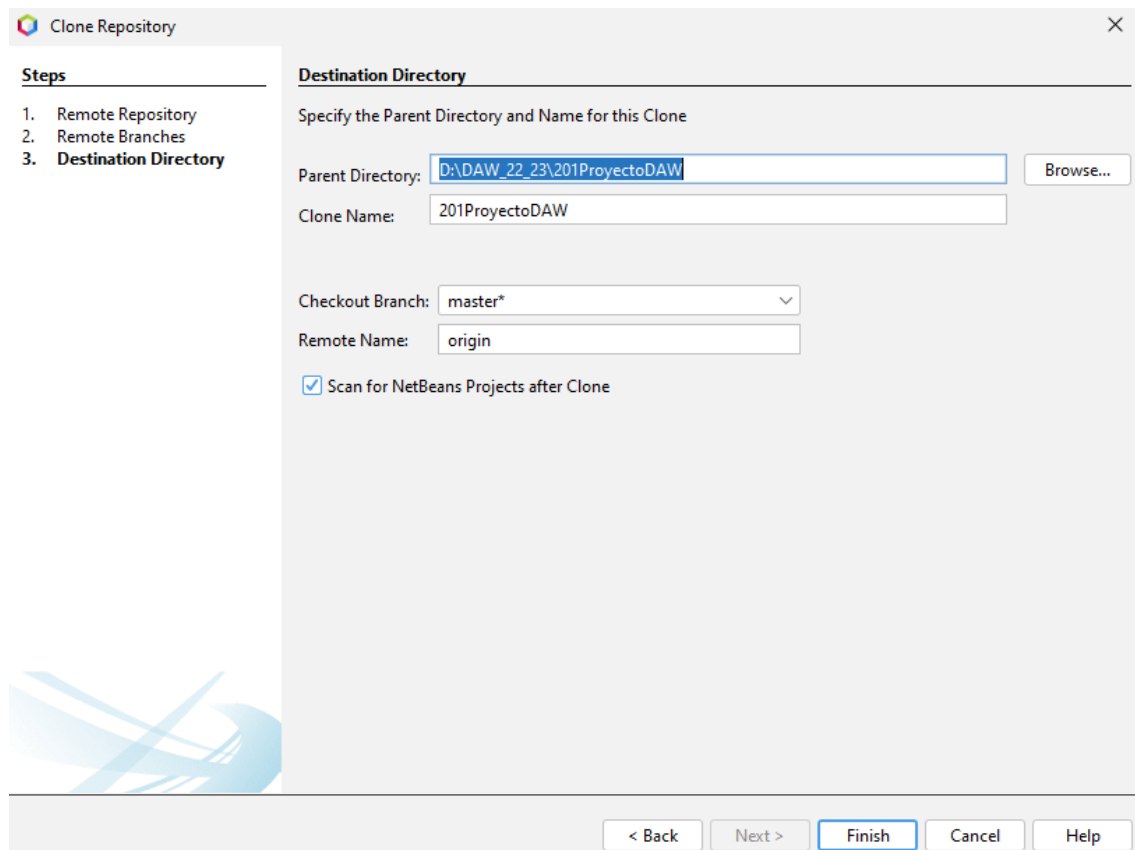 Clone Repository
Steps
1. Remote Repository
2. Remote Branches
3. Destination Directory
Destination Directory
Specify the Parent Directory and Name for this Clone
Parent Directory: D:\DAW_22_23\201ProyectoDAW Browse...
Clone Name: 201ProyectoDAW
Checkout Branch: master*
Remote Name: origin
Scan for NetBeans Projects after Clone
< Back Next > Finish Cancel Help